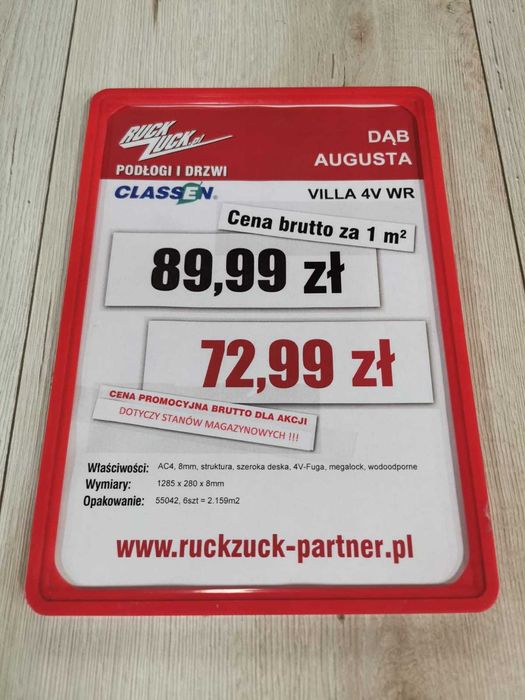 RUCK
ZUCK.pl
PODŁOGI I DRZWI
DĄB
AUGUSTA
CLASSEN®
VILLA 4V WR
Cena brutto za 1 m²
89,99 zł
72,99 zł
CENA PROMOCYJNA BRUTTO DLA AKCJI
DOTYCZY STANÓW MAGAZYNOWYCH !!!
Właściwości: AC4, 8mm, struktura, szeroka deska, 4V-Fuga, megalock, wodoodporne
Wymiary: 1285 x 280 x 8mm
Opakowanie: 55042, 6szt = 2.159m2
www.ruckzuck-partner.pl